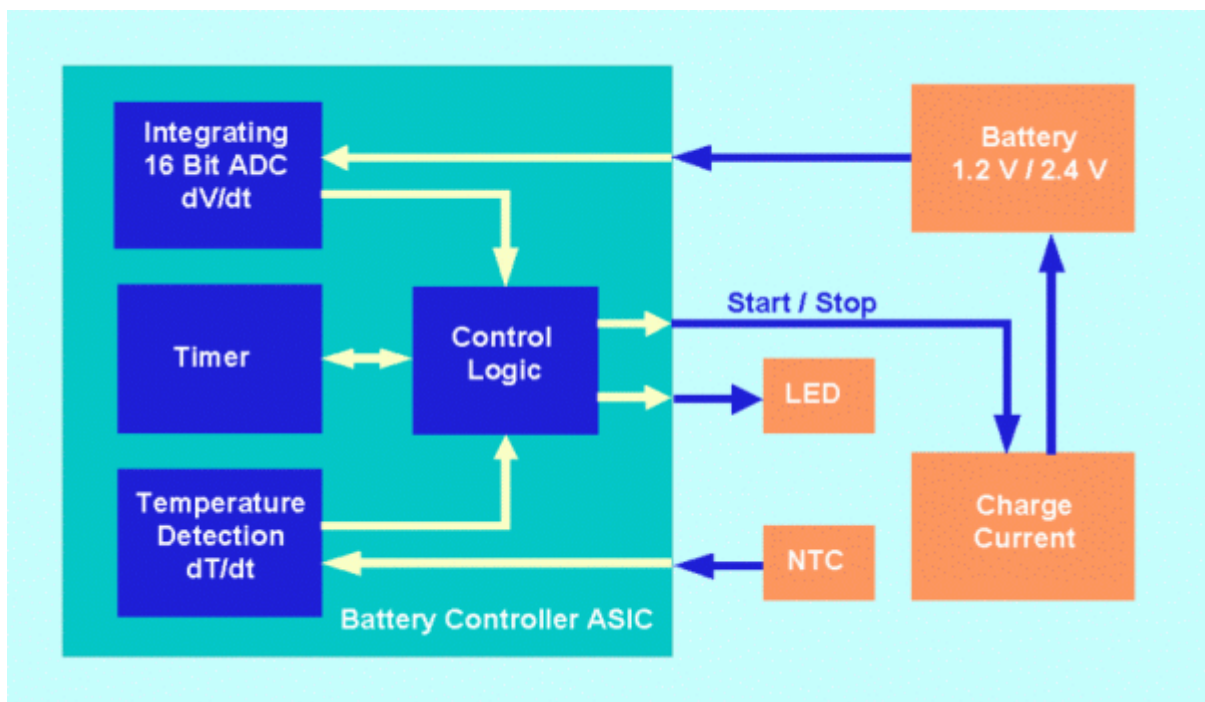 Integrating
16 Bit ADC
dV/dt
Battery
1.2 V / 2.4 V
Start / Stop
Timer
Control
Logic
LED
Temperature
Detection
dT/dt
NTC
Charge
Current
Battery Controller ASIC